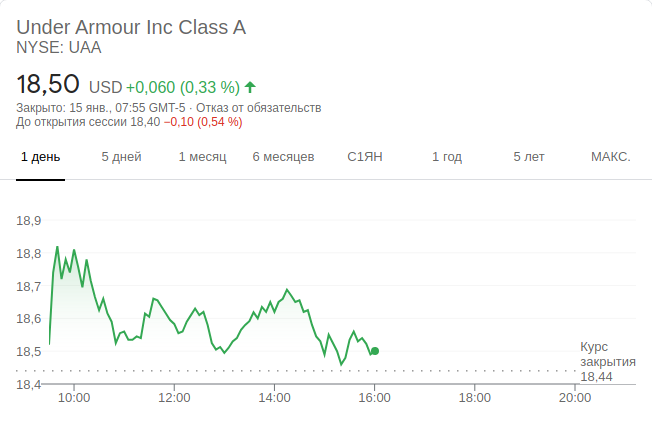 Under Armour Inc Class A
NYSE: UAA
18,50 USD +0,060 (0,33 %)
Закрыто: 15 янв., 07:55 GMT-5 · Отказ от обязательств
До открытия сессии 18,40 −0,10 (0,54 %)
1 день 5 дней 1 месяц 6 месяцев С1ЯН 1 год 5 лет МАКС.
18,9
18,8
18,7
18,6
18,5
Курс
закрытия
18,44
18,4
10:00 12:00 14:00 16:00 18:00 20:00